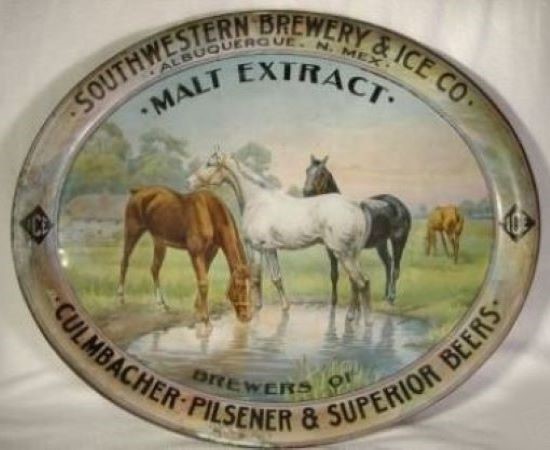 ·SOUTHWESTERN·BREWERY & ICE CO·
·ALBUQUERQUE, N. MEX.·
·MALT EXTRACT·
ICE
ICE
BREWERS OF
·CULMBACHER·PILSENER & SUPERIOR BEERS·